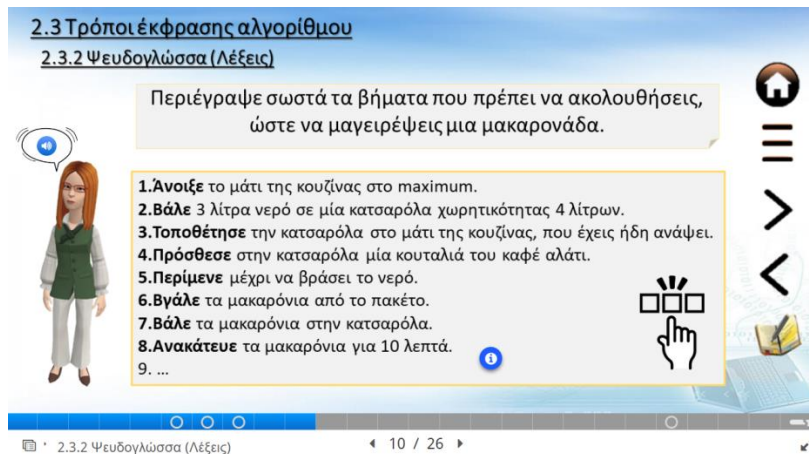 2.3 Τρόποι έκφρασης αλγορίθμου
2.3.2 Ψευδογλώσσα (Λέξεις)
Περιέγραψε σωστά τα βήματα που πρέπει να ακολουθήσεις,
ώστε να μαγειρέψεις μια μακαρονάδα.
1.Άνοιξε το μάτι της κουζίνας στο maximum.
2.Βάλε 3 λίτρα νερό σε μία κατσαρόλα χωρητικότητας 4 λίτρων.
3.Τοποθέτησε την κατσαρόλα στο μάτι της κουζίνας, που έχεις ήδη ανάψει.
4.Πρόσθεσε στην κατσαρόλα μία κουταλιά του καφέ αλάτι.
5.Περίμενε μέχρι να βράσει το νερό.
6.Βγάλε τα μακαρόνια από το πακέτο.
7.Βάλε τα μακαρόνια στην κατσαρόλα.
8.Ανακάτευε τα μακαρόνια για 10 λεπτά.
9. ...
2.3.2 Ψευδογλώσσα (Λέξεις)
10 / 26